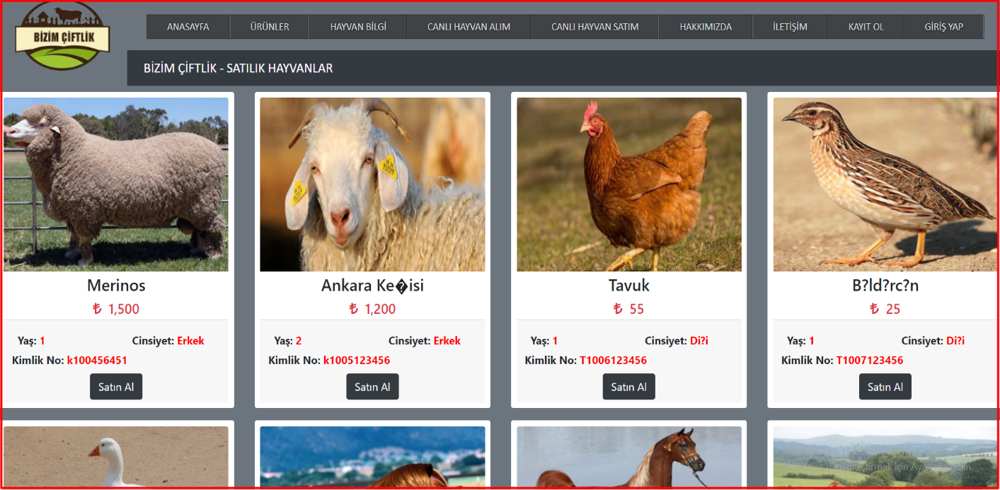 BİZİM ÇİFTLİK
ANASAYFA ÜRÜNLER HAYVAN BİLGİ CANLI HAYVAN ALIM CANLI HAYVAN SATIM HAKKIMIZDA İLETİŞİM KAYIT OL GİRİŞ YAP
BİZİM ÇİFTLİK - SATILIK HAYVANLAR
Merinos Ankara Ke�isi Tavuk B?ld?rc?n
₺ 1,500 ₺ 1,200 ₺ 55 ₺ 25
Yaş: 1 Cinsiyet: Erkek Yaş: 2 Cinsiyet: Erkek Yaş: 1 Cinsiyet: Di?i Yaş: 1 Cinsiyet: Di?i
Kimlik No: k100456451 Kimlik No: k1005123456 Kimlik No: T1006123456 Kimlik No: T1007123456
Satın Al Satın Al Satın Al Satın Al
için